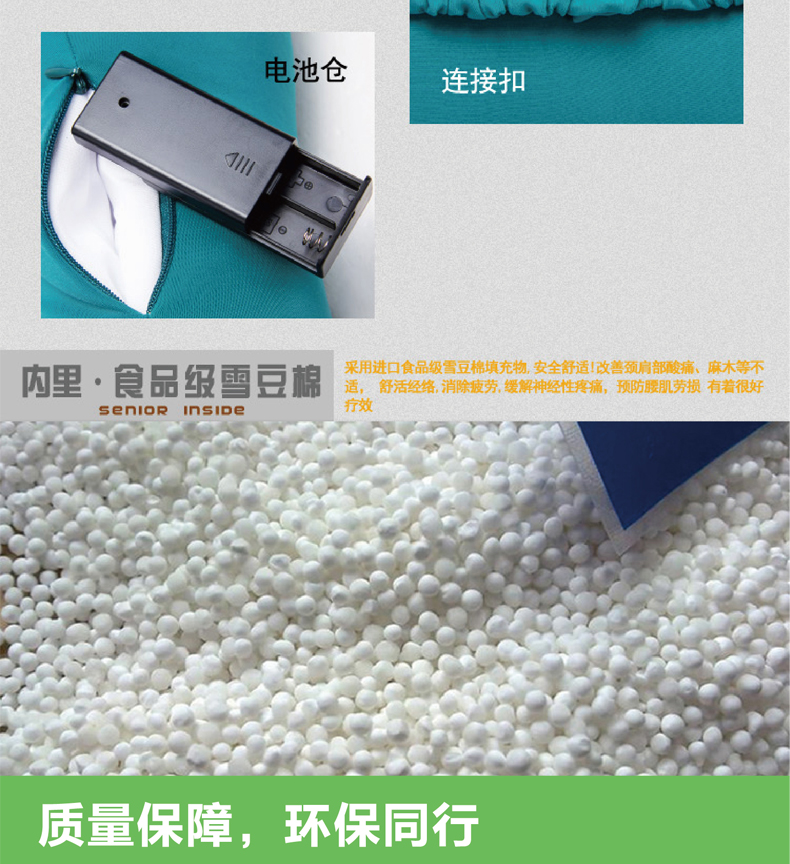 电池仓
连接扣
内里·食品级雪豆棉
SENIOR INSIDE
采用进口食品级雪豆棉填充物,安全舒适!改善颈肩部酸痛、麻木等不
适， 舒活经络,消除疲劳,缓解神经性疼痛，预防腰肌劳损 有着很好
疗效
质量保障，环保同行